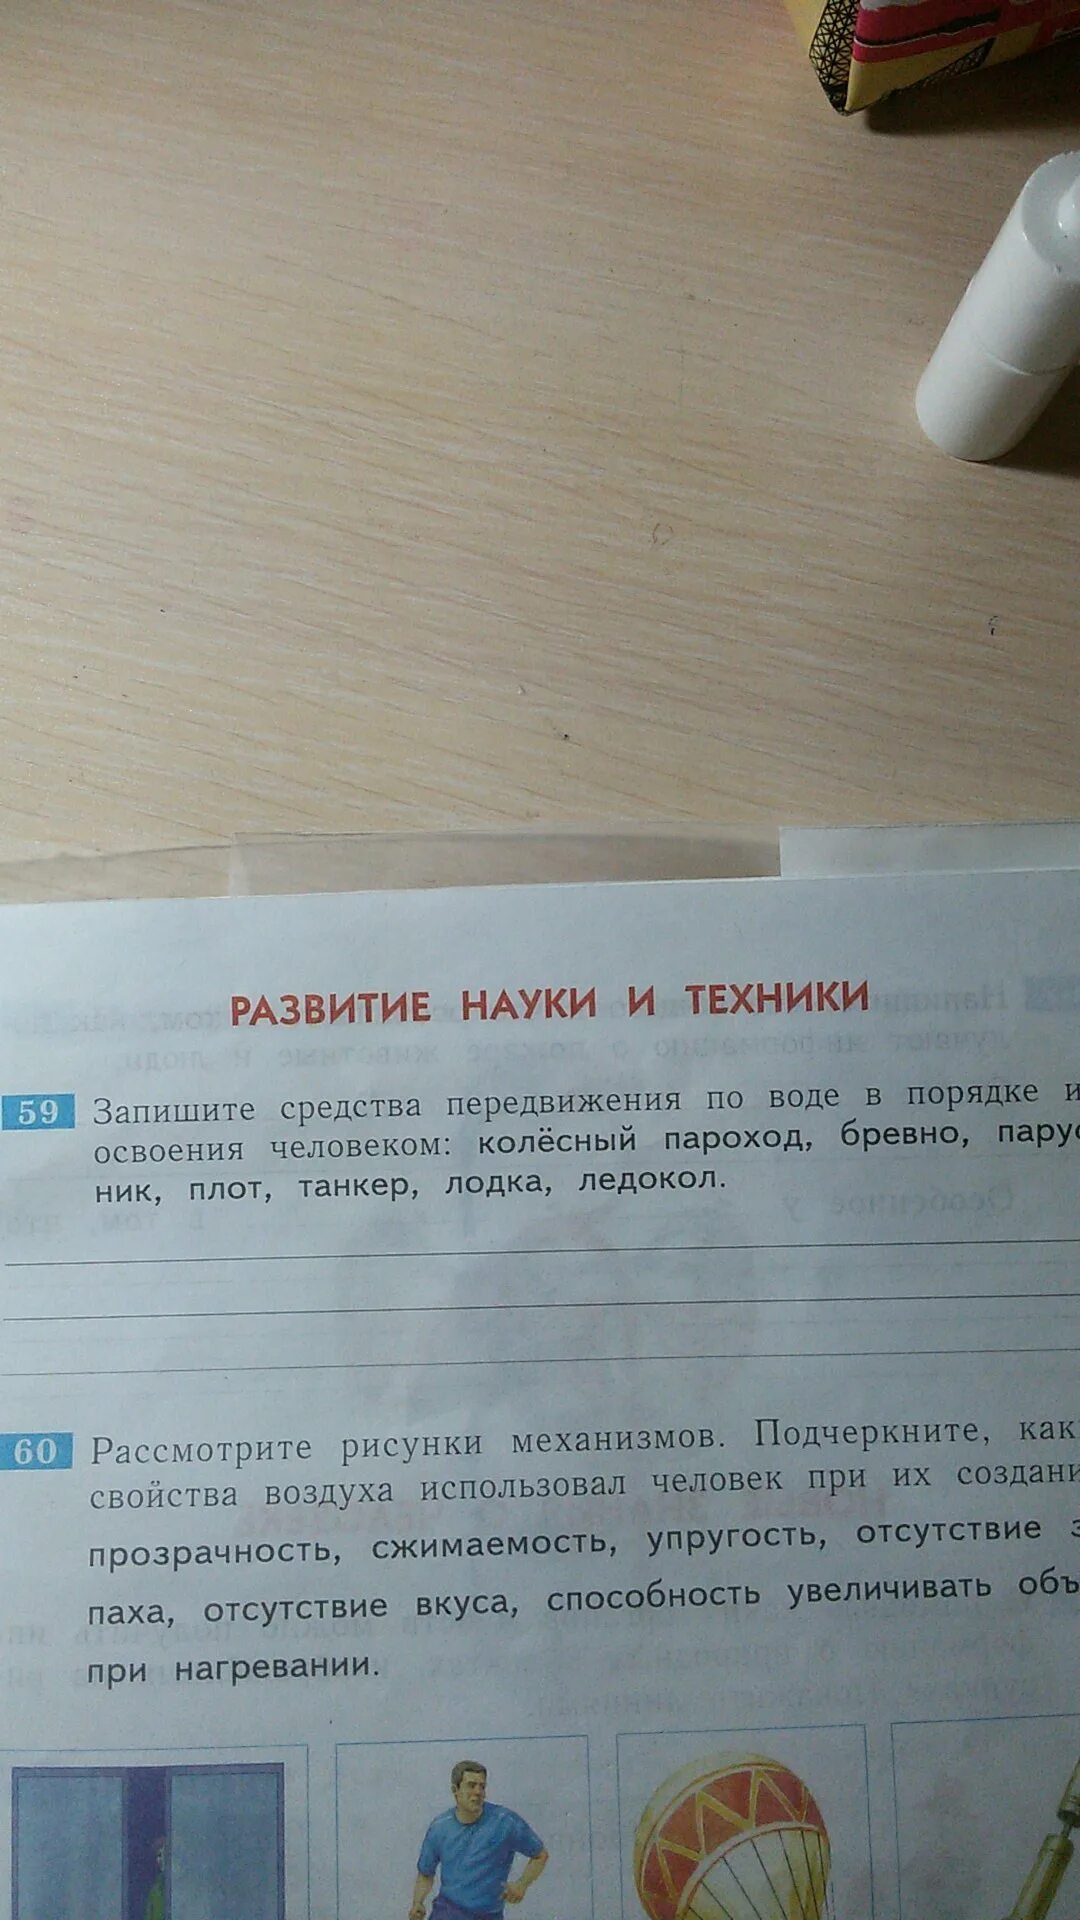 РАЗВИТИЕ НАУКИ И ТЕХНИКИ
59 Запишите средства передвижения по воде в порядке
освоения человеком: колёсный пароход, бревно, парус
ник, плот, танкер, лодка, ледокол.
60 Рассмотрите рисунки механизмов. Подчеркните, как
свойства воздуха использовал человек при их создани
прозрачность, сжимаемость, упругость, отсутствие з
паха, отсутствие вкуса, способность увеличивать объ
при нагревании.